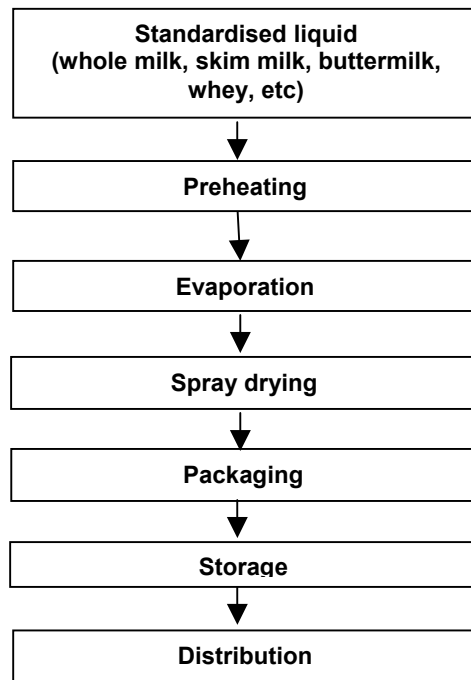 Standardised liquid
(whole milk, skim milk, buttermilk,
whey, etc)
Preheating
Evaporation
Spray drying
Packaging
Storage
Distribution